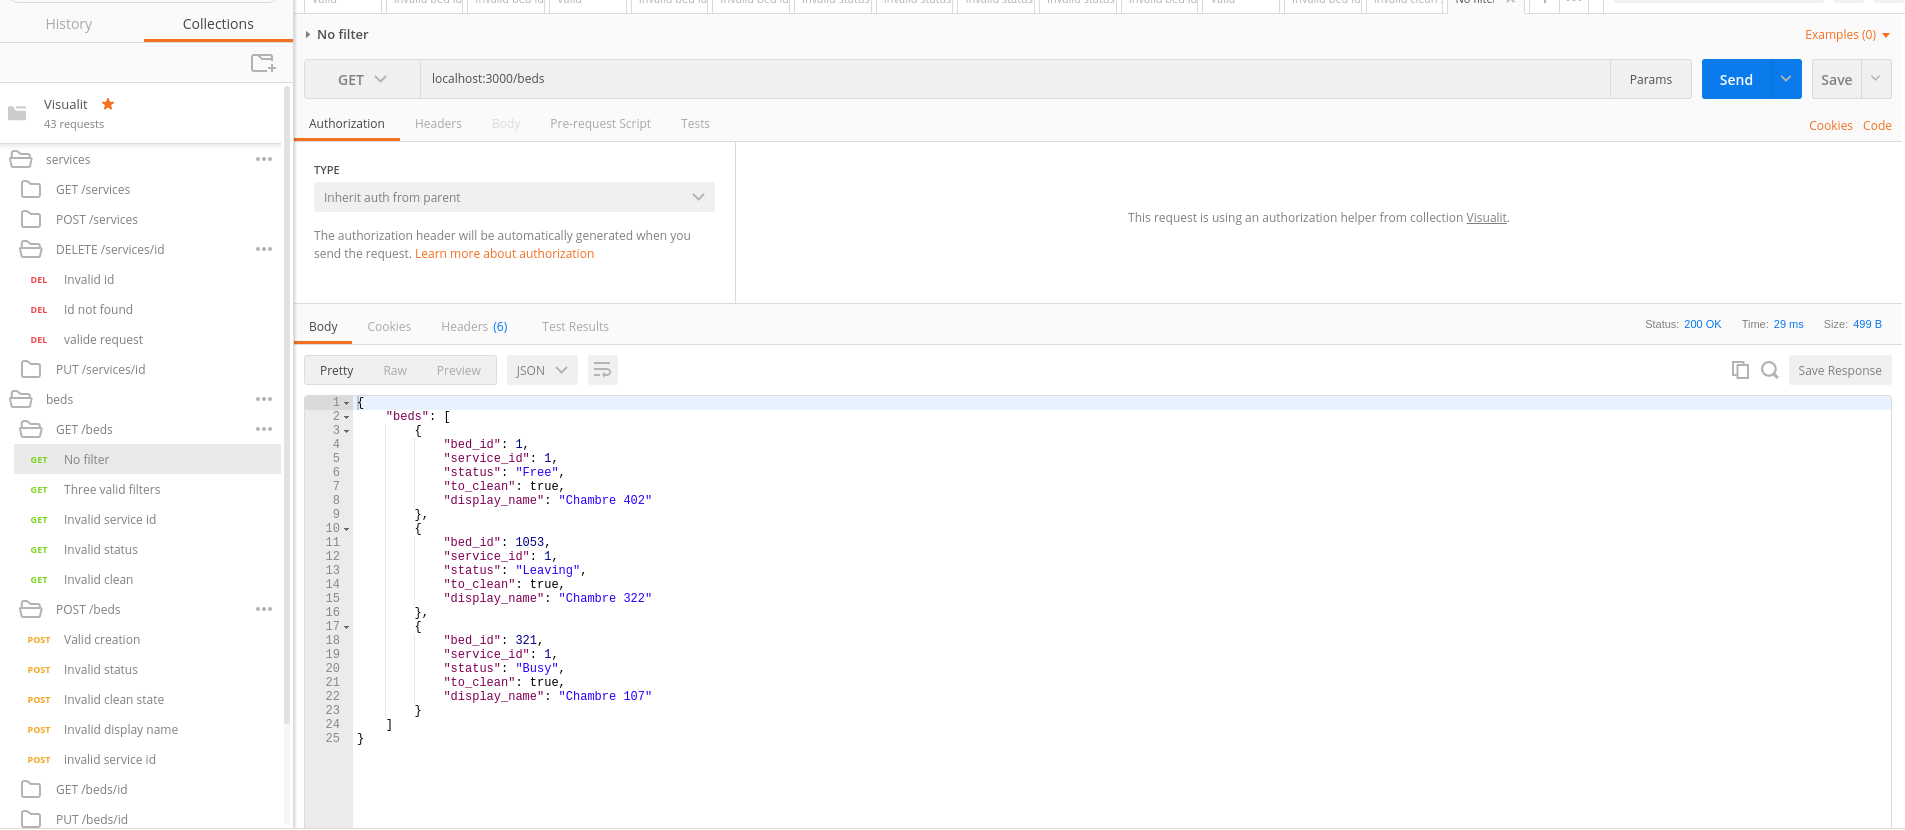 History
Collections
Visualit
43 requests
services
GET /services
POST /services
DELETE /services/id
DEL Invalid id
DEL Id not found
DEL valide request
PUT /services/id
beds
GET /beds
GET No filter
GET Three valid filters
GET Invalid service id
GET Invalid status
GET Invalid clean
POST /beds
POST Valid creation
POST Invalid status
POST Invalid clean state
POST Invalid display name
POST invalid service id
GET /beds/id
PUT /beds/id
No filter
Examples (0)
GET
localhost:3000/beds
Params
Send
Save
Authorization
Headers
Body
Pre-request Script
Tests
Cookies
Code
TYPE
Inherit auth from parent
The authorization header will be automatically generated when you
send the request. Learn more about authorization
This request is using an authorization helper from collection Visualit.
Body
Cookies
Headers (6)
Test Results
Status: 200 OK
Time: 29 ms
Size: 499 B
Pretty
Raw
Preview
JSON
Save Response
1 {
2 "beds": [
3 {
4 "bed_id": 1,
5 "service_id": 1,
6 "status": "Free",
7 "to_clean": true,
8 "display_name": "Chambre 402"
9 },
10 {
11 "bed_id": 1053,
12 "service_id": 1,
13 "status": "Leaving",
14 "to_clean": true,
15 "display_name": "Chambre 322"
16 },
17 {
18 "bed_id": 321,
19 "service_id": 1,
20 "status": "Busy",
21 "to_clean": true,
22 "display_name": "Chambre 107"
23 }
24 ]
25 }